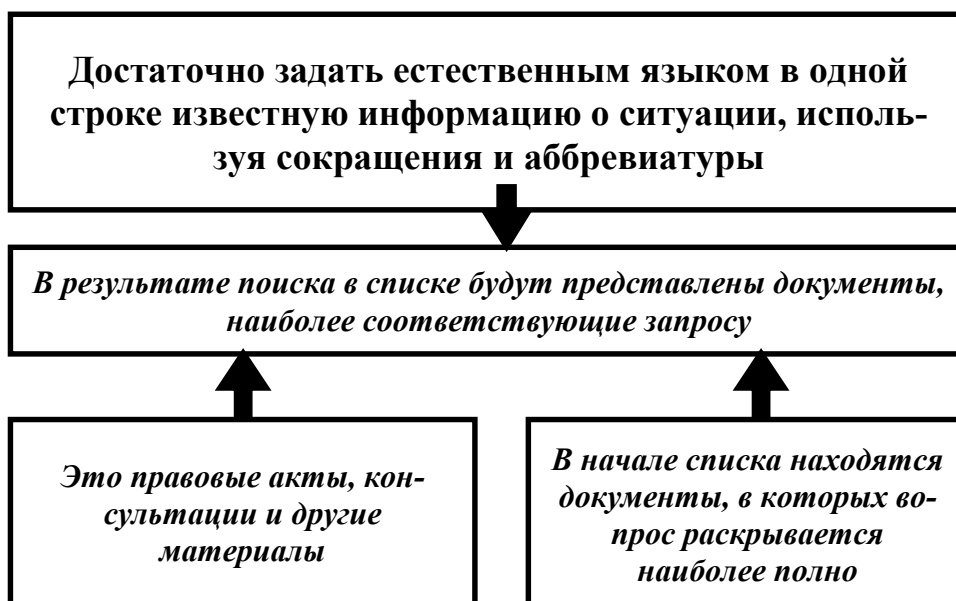 Достаточно задать естественным языком в одной
строке известную информацию о ситуации, исполь-
зуя сокращения и аббревиатуры
В результате поиска в списке будут представлены документы,
наиболее соответствующие запросу
Это правовые акты, кон-
сультации и другие
материалы
В начале списка находятся
документы, в которых во-
прос раскрывается
наиболее полно